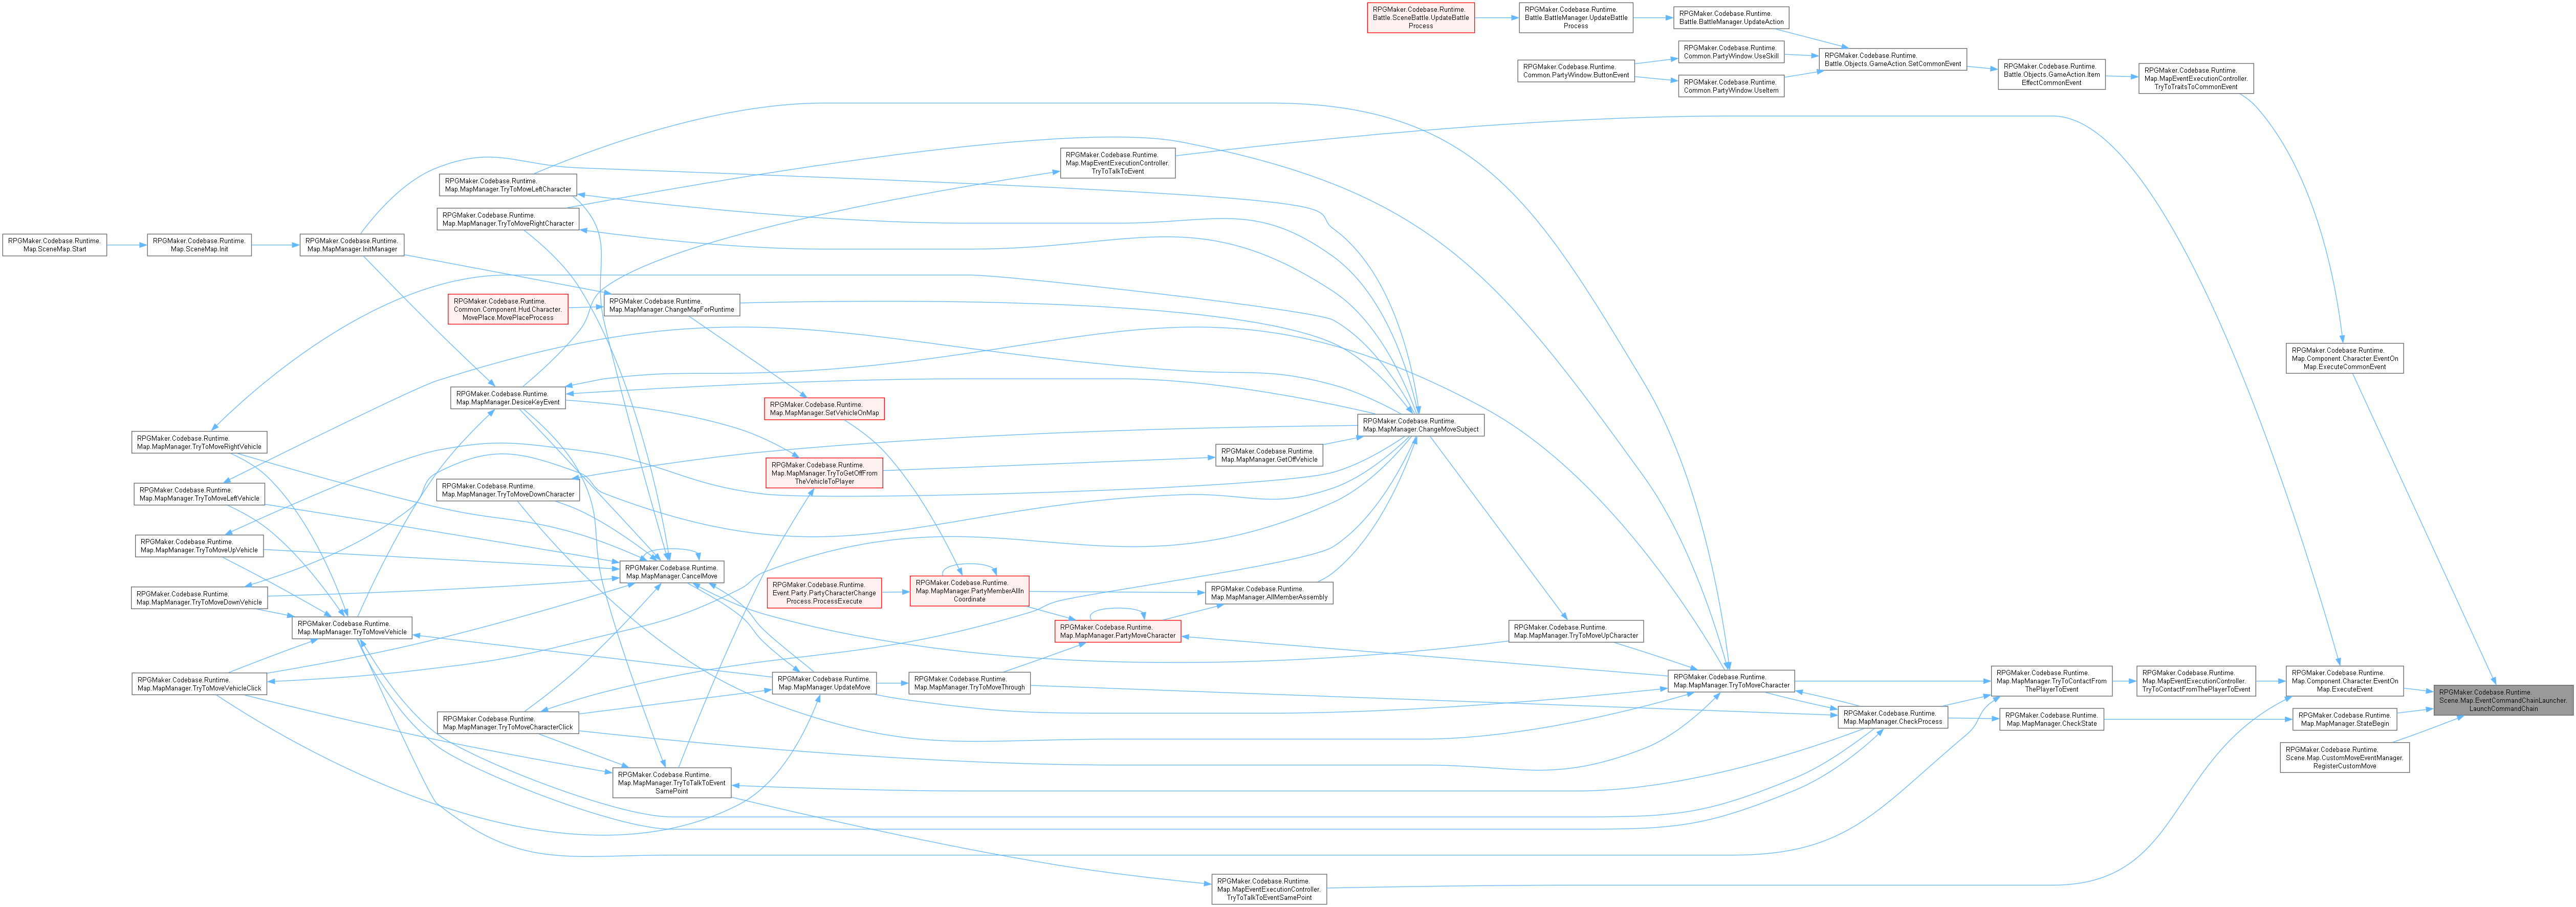 RPGMaker.Codebase.Runtime.
Battle.SceneBattle.UpdateBattle
Process
RPGMaker.Codebase.Runtime.
Battle.BattleManager.UpdateBattle
Process
RPGMaker.Codebase.Runtime.
Battle.BattleManager.UpdateAction
RPGMaker.Codebase.Runtime.
Common.PartyWindow.UseSkill
RPGMaker.Codebase.Runtime.
Battle.Objects.GameAction.SetCommonEvent
RPGMaker.Codebase.Runtime.
Common.PartyWindow.ButtonEvent
RPGMaker.Codebase.Runtime.
Common.PartyWindow.UseItem
RPGMaker.Codebase.Runtime.
Battle.Objects.GameAction.Item
EffectCommonEvent
RPGMaker.Codebase.Runtime.
Map.MapEventExecutionController.
TryToTraitsToCommonEvent
RPGMaker.Codebase.Runtime.
Map.MapEventExecutionController.
TryToTalkToEvent
RPGMaker.Codebase.Runtime.
Map.MapManager.TryToMoveLeftCharacter
RPGMaker.Codebase.Runtime.
Map.MapManager.TryToMoveRightCharacter
RPGMaker.Codebase.Runtime.
Map.SceneMap.Start
RPGMaker.Codebase.Runtime.
Map.SceneMap.Init
RPGMaker.Codebase.Runtime.
Map.MapManager.InitManager
RPGMaker.Codebase.Runtime.
Common.Component.Hud.Character.
MovePlace.MovePlaceProcess
RPGMaker.Codebase.Runtime.
Map.MapManager.ChangeMapForRuntime
RPGMaker.Codebase.Runtime.
Map.Component.Character.EventOn
Map.ExecuteCommonEvent
RPGMaker.Codebase.Runtime.
Map.MapManager.DesiceKeyEvent
RPGMaker.Codebase.Runtime.
Map.MapManager.SetVehicleOnMap
RPGMaker.Codebase.Runtime.
Map.MapManager.ChangeMoveSubject
RPGMaker.Codebase.Runtime.
Map.MapManager.TryToMoveRightVehicle
RPGMaker.Codebase.Runtime.
Map.MapManager.GetOffVehicle
RPGMaker.Codebase.Runtime.
Map.MapManager.TryToGetOffFrom
TheVehicleToPlayer
RPGMaker.Codebase.Runtime.
Map.MapManager.TryToMoveLeftVehicle
RPGMaker.Codebase.Runtime.
Map.MapManager.TryToMoveDownCharacter
RPGMaker.Codebase.Runtime.
Map.MapManager.TryToMoveUpVehicle
RPGMaker.Codebase.Runtime.
Map.MapManager.CancelMove
RPGMaker.Codebase.Runtime.
Map.MapManager.TryToMoveDownVehicle
RPGMaker.Codebase.Runtime.
Event.Party.PartyCharacterChange
Process.ProcessExecute
RPGMaker.Codebase.Runtime.
Map.MapManager.PartyMemberAllIn
Coordinate
RPGMaker.Codebase.Runtime.
Map.MapManager.AllMemberAssembly
RPGMaker.Codebase.Runtime.
Map.MapManager.TryToMoveVehicle
RPGMaker.Codebase.Runtime.
Map.MapManager.PartyMoveCharacter
RPGMaker.Codebase.Runtime.
Map.MapManager.TryToMoveUpCharacter
RPGMaker.Codebase.Runtime.
Map.MapManager.TryToMoveVehicleClick
RPGMaker.Codebase.Runtime.
Map.MapManager.UpdateMove
RPGMaker.Codebase.Runtime.
Map.MapManager.TryToMoveThrough
RPGMaker.Codebase.Runtime.
Map.MapManager.TryToMoveCharacter
RPGMaker.Codebase.Runtime.
Map.MapManager.TryToContactFrom
ThePlayerToEvent
RPGMaker.Codebase.Runtime.
Map.MapEventExecutionController.
TryToContactFromThePlayerToEvent
RPGMaker.Codebase.Runtime.
Map.Component.Character.EventOn
Map.ExecuteEvent
RPGMaker.Codebase.Runtime.
Scene.Map.EventCommandChainLauncher.
LaunchCommandChain
RPGMaker.Codebase.Runtime.
Map.MapManager.TryToMoveCharacterClick
RPGMaker.Codebase.Runtime.
Map.MapManager.CheckProcess
RPGMaker.Codebase.Runtime.
Map.MapManager.CheckState
RPGMaker.Codebase.Runtime.
Map.MapManager.StateBegin
RPGMaker.Codebase.Runtime.
Scene.Map.CustomMoveEventManager.
RegisterCustomMove
RPGMaker.Codebase.Runtime.
Map.MapManager.TryToTalkToEvent
SamePoint
RPGMaker.Codebase.Runtime.
Map.MapEventExecutionController.
TryToTalkToEventSamePoint